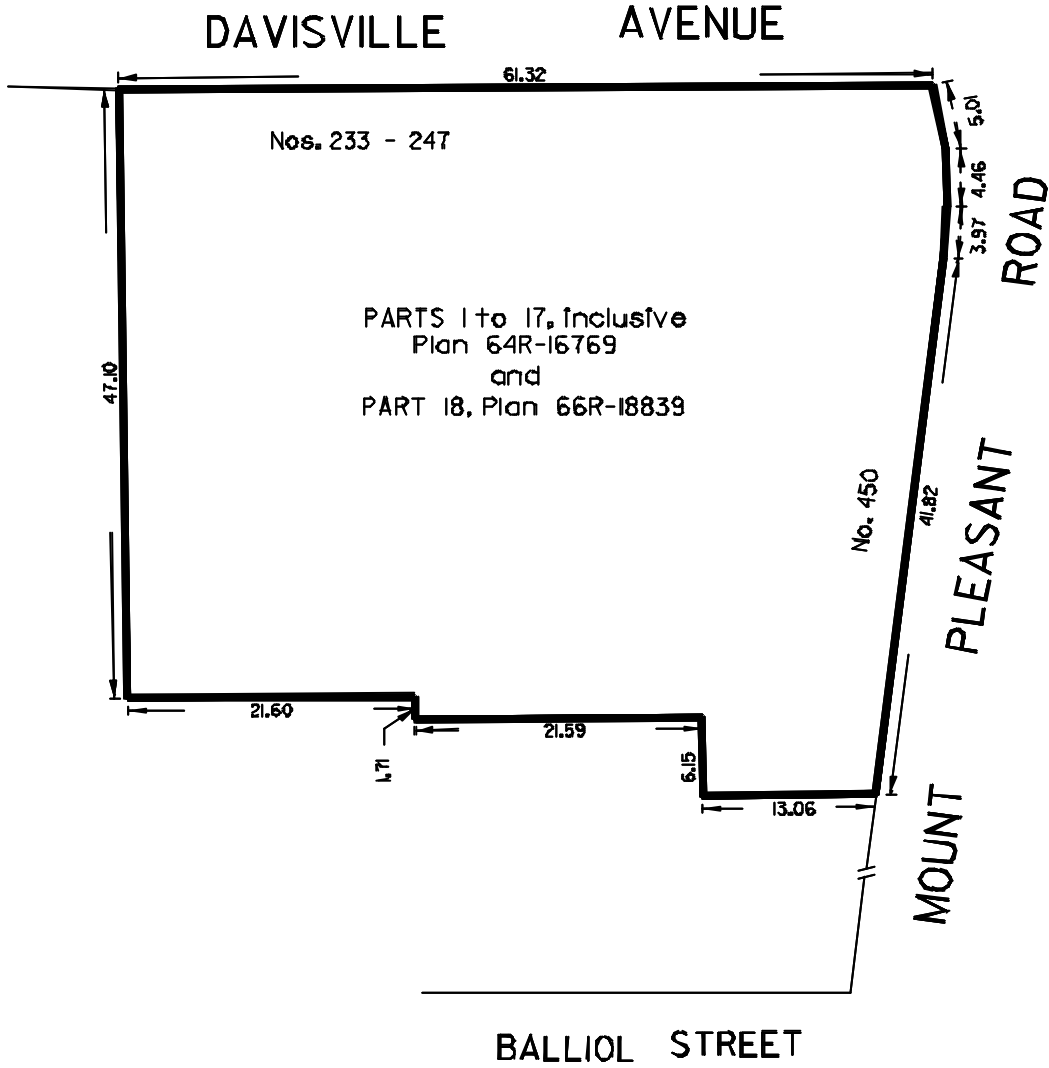 DAVISVILLE AVENUE
61.32
5.01
Nos. 233 - 247
4.46
3.97
ROAD
PARTS 1 to 17, inclusive
Plan 64R-16769
and
PART 18, Plan 66R-18839
47.10
No. 450
41.82
PLEASANT
21.60
21.59
1.71
6.15
13.06
MOUNT
BALLIOL STREET